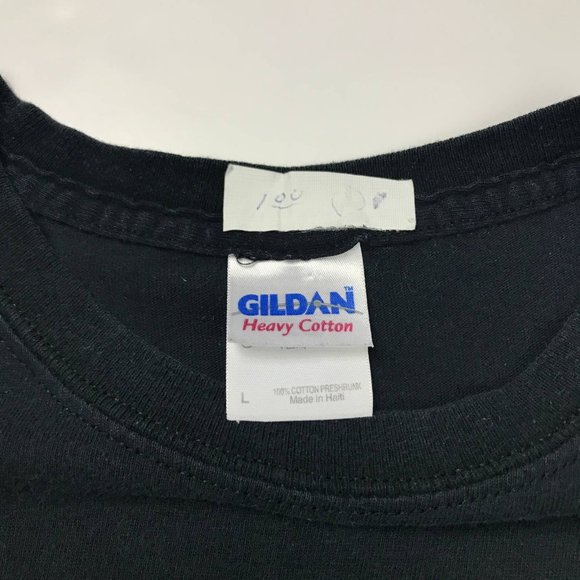 100
GILDAN™
Heavy Cotton
L
100% COTTON PRESHRUNK
Made in Haiti